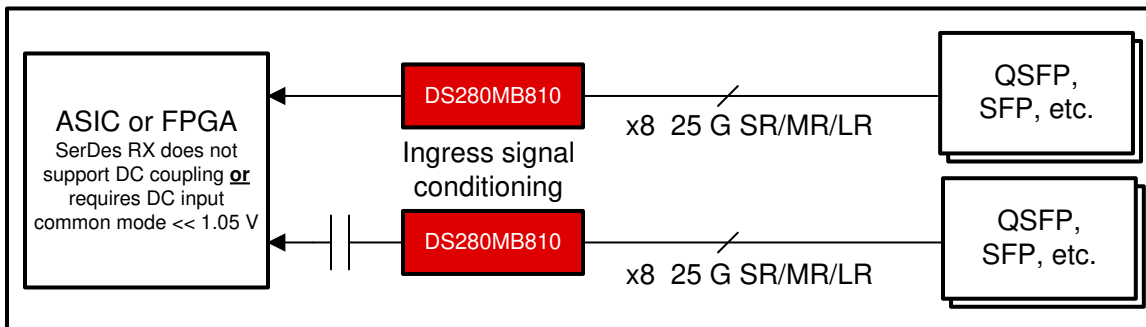 ASIC or FPGA
SerDes RX does not
support DC coupling or
requires DC input
common mode << 1.05 V
DS280MB810
Ingress signal
conditioning
x8 25 G SR/MR/LR
QSFP,
SFP, etc.
DS280MB810
x8 25 G SR/MR/LR
QSFP,
SFP, etc.